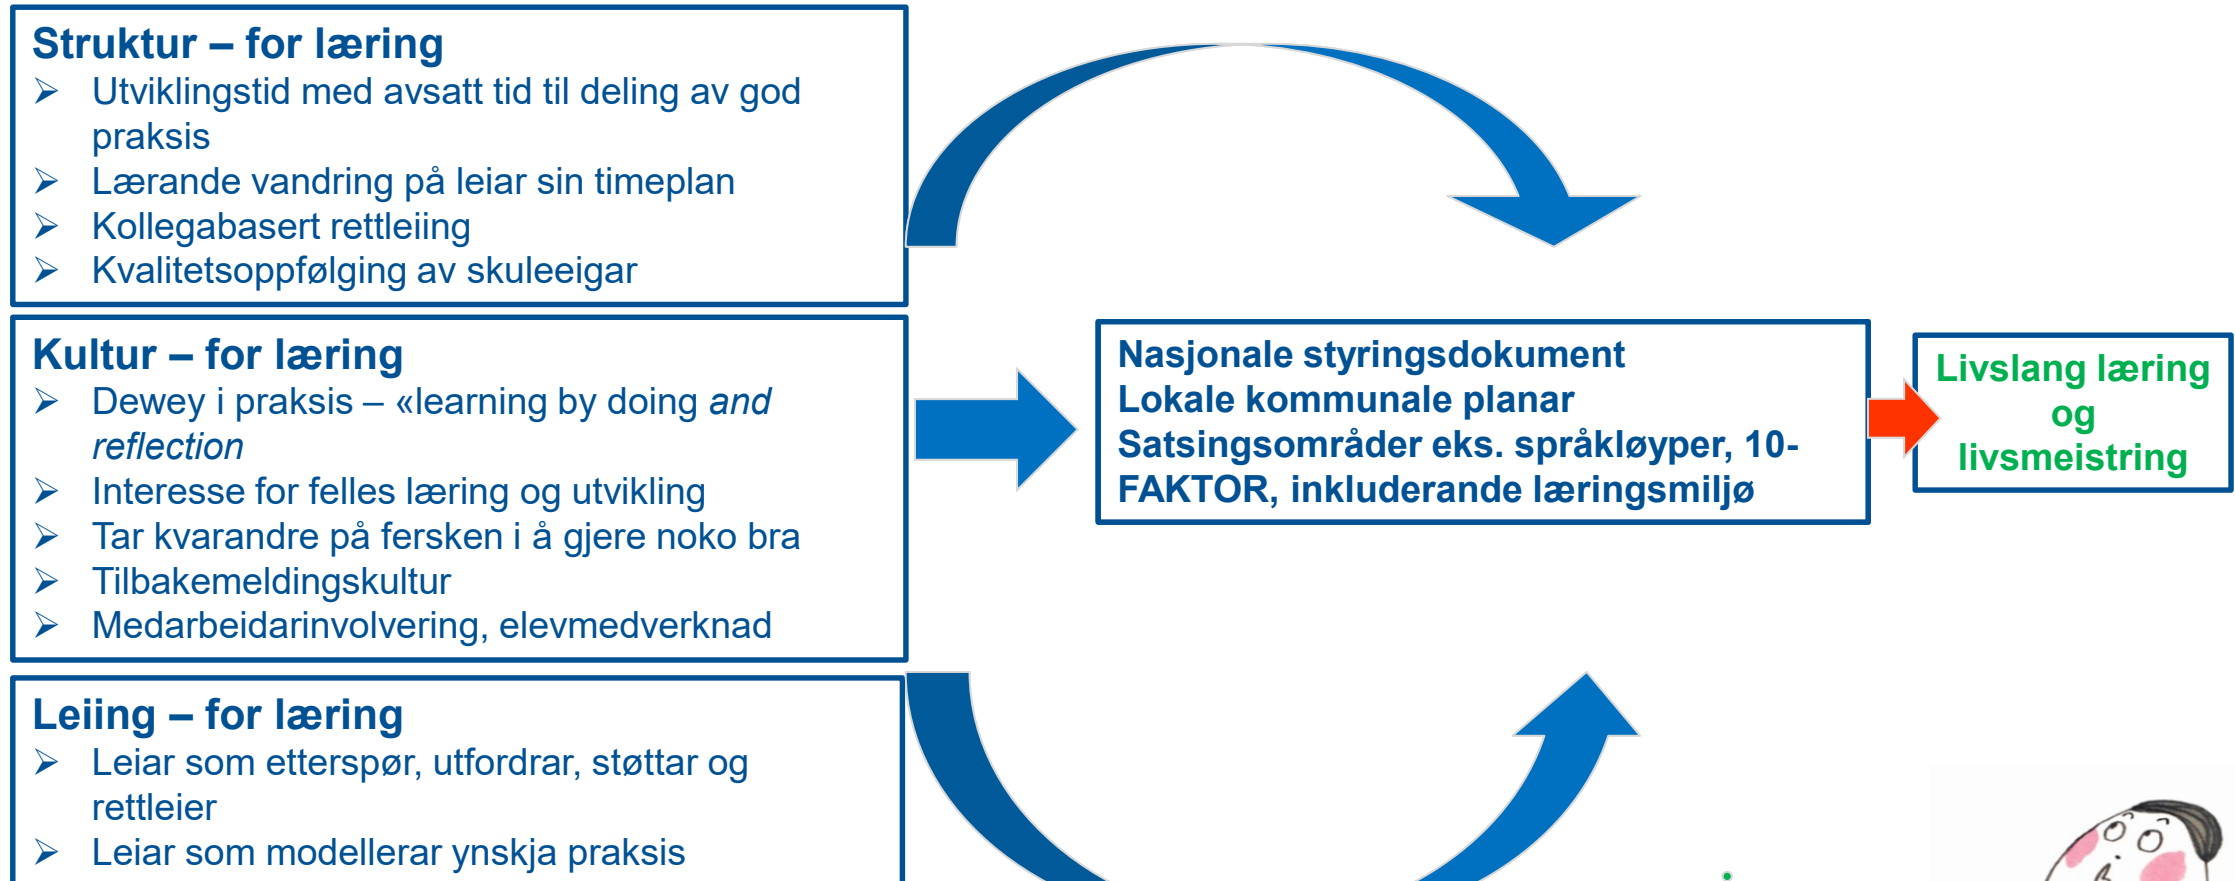 Struktur – for læring
➢ Utviklingstid med avsatt tid til deling av god
praksis
➢ Lærande vandring på leiar sin timeplan
➢ Kollegabasert rettleiing
➢ Kvalitetsoppfølging av skuleeigar
Kultur – for læring
➢ Dewey i praksis – «learning by doing and
reflection
➢ Interesse for felles læring og utvikling
➢ Tar kvarandre på fersken i å gjere noko bra
➢ Tilbakemeldingskultur
➢ Medarbeidarinvolvering, elevmedverknad
Leiing – for læring
➢ Leiar som etterspør, utfordrar, støttar og
rettleier
➢ Leiar som modellerar ynskja praksis
Nasjonale styringsdokument
Lokale kommunale planar
Satsingsområder eks. språkløyper, 10-
FAKTOR, inkluderande læringsmiljø
Livslang læring
og
livsmeistring